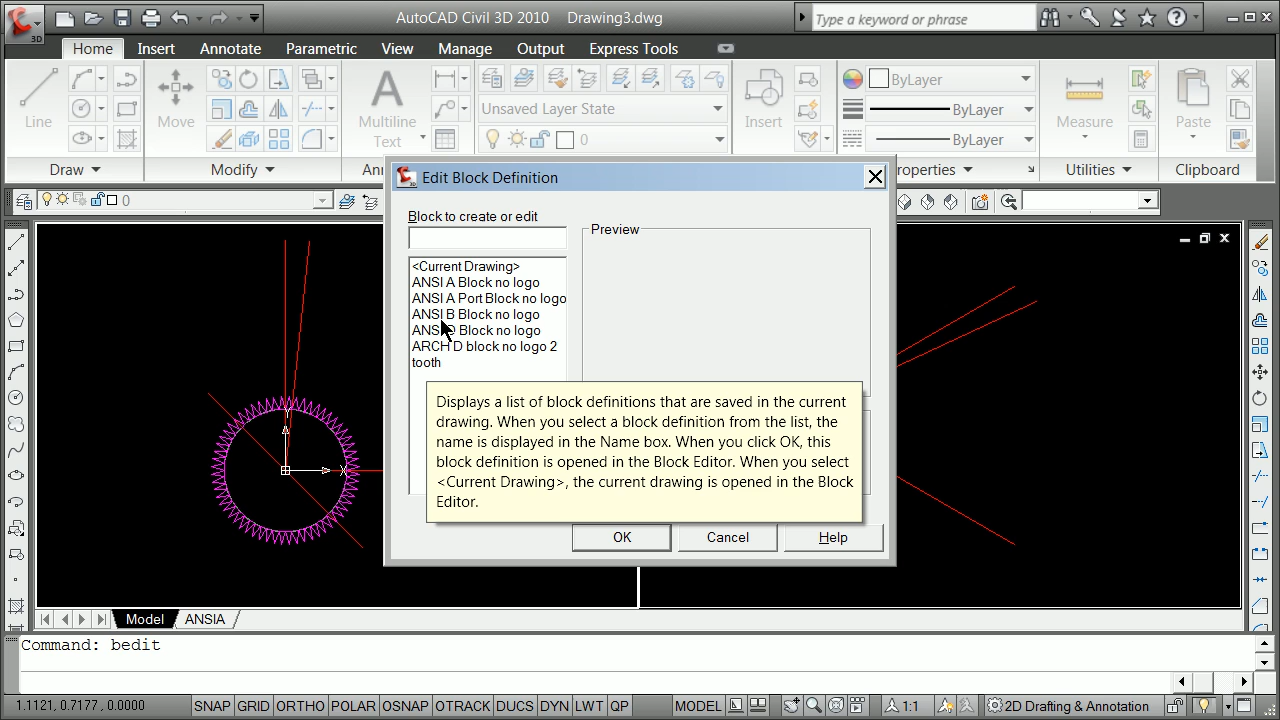 AutoCAD Civil 3D 2010 Drawing3.dwg
Type a keyword or phrase
3D
Home Insert Annotate Parametric View Manage Output Express Tools
Line
Move
A
Multiline
Text
Unsaved Layer State
0
Insert
ByLayer
ByLayer
ByLayer
Measure
Paste
Draw
Modify
Utilities
Clipboard
0
Edit Block Definition
Block to create or edit
Preview
<Current Drawing>
ANSI A Block no logo
ANSI A Port Block no logo
ANSI B Block no logo
Block no logo
ARCH D block no logo 2
tooth
Displays a list of block definitions that are saved in the current
drawing. When you select a block definition from the list, the
name is displayed in the Name box. When you click OK, this
block definition is opened in the Block Editor. When you select
<Current Drawing>, the current drawing is opened in the Block
Editor.
OK Cancel Help
Y
X
Model ANSIA
Command: bedit
1.1121, 0.7177, 0.0000 SNAP GRID ORTHO POLAR OSNAP OTRACK DUCS DYN LWT QP MODEL 1:1 2D Drafting & Annotation